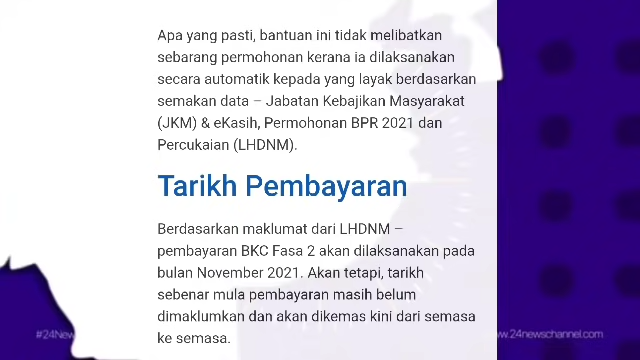 Apa yang pasti, bantuan ini tidak melibatkan
sebarang permohonan kerana ia dilaksanakan
secara automatik kepada yang layak berdasarkan
semakan data – Jabatan Kebajikan Masyarakat
(JKM) & eKasih, Permohonan BPR 2021 dan
Percukaian (LHDNM).
Tarikh Pembayaran
Berdasarkan maklumat dari LHDNM –
pembayaran BKC Fasa 2 akan dilaksanakan pada
bulan November 2021. Akan tetapi, tarikh
sebenar mula pembayaran masih belum
dimaklumkan dan akan dikemas kini dari semasa
ke semasa.
#24New
www.24newschannel.com